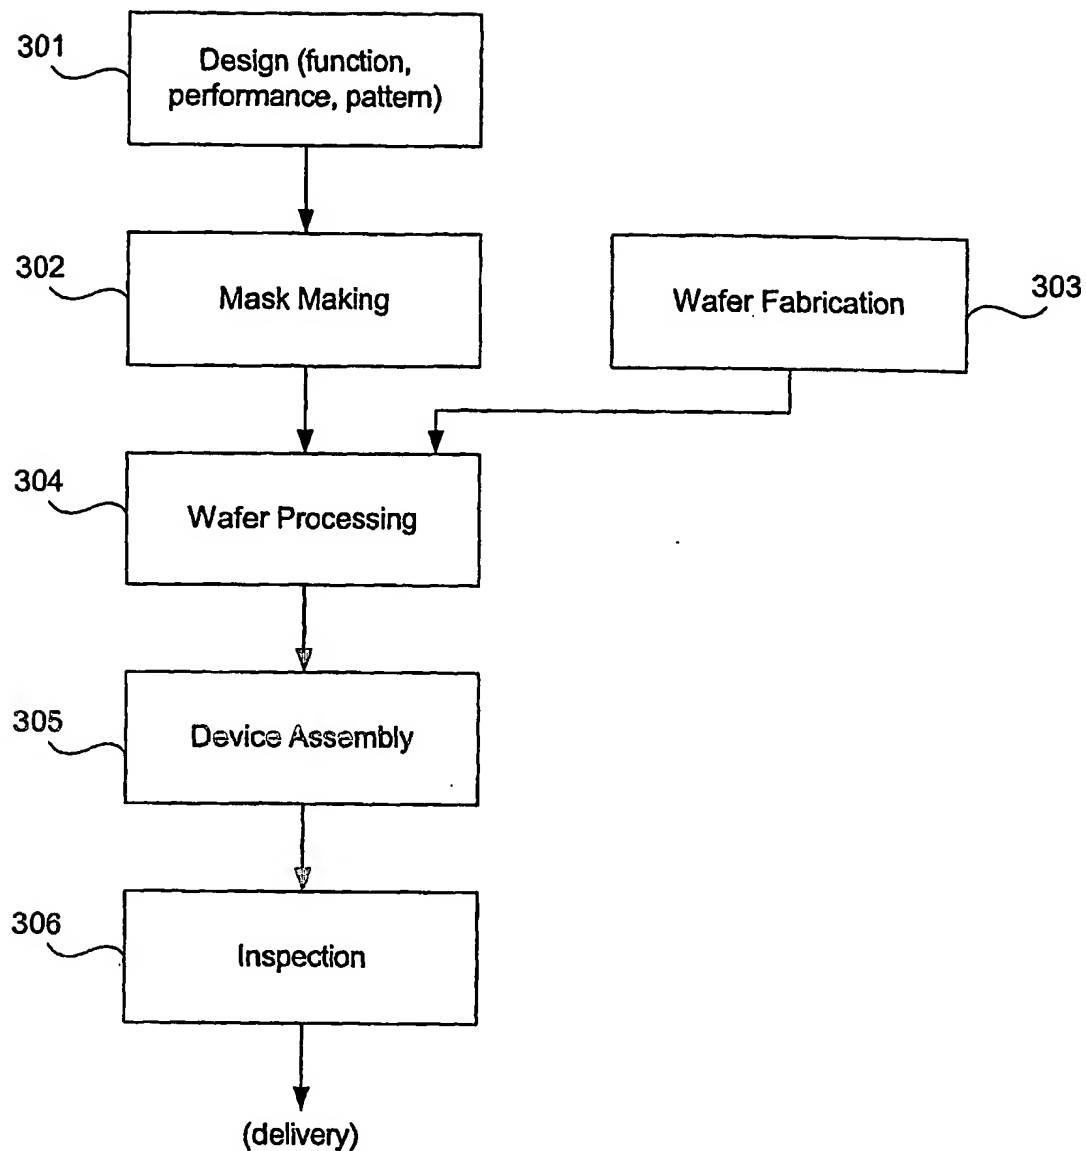 301
Design (function,
performance, pattern)
302
Mask Making
Wafer Fabrication
303
304
Wafer Processing
305
Device Assembly
306
Inspection
(delivery)